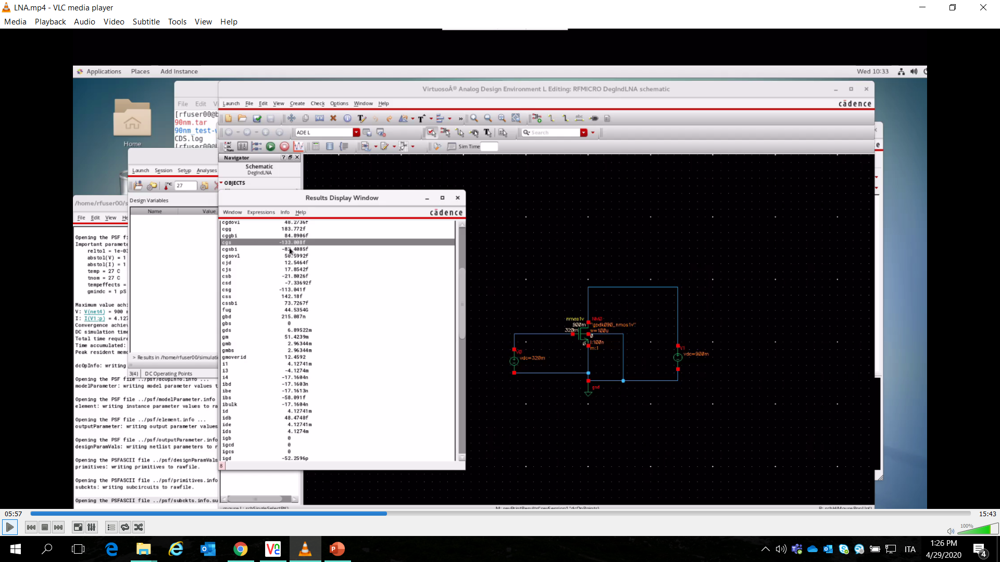 LNA.mp4 - VLC media player
Media Playback Audio Video Subtitle Tools View Help
Applications Places Add Instance
Wed 10:33
VirtuosoÂ® Analog Design Environment L Editing: RFMICRO DegIndLNA schematic
File Edit
Launch File Edit View Create Check Options Window Help
cādence
[rfuser00@b
90nm.tar
90nm_test-
CDS.log
[rfuser00@b
Home
ADE L
Search
Sim Time
Navigator
Schematic
DegIndLNA
OBJECTS
Launch Session Setup Analyses
27
Design Variables
Name Value
> Results in /home/rfuser00/simulati
3(4) DC Operating Points
/home/rfuser00/s
File Edit View He
Opening the PSF fi
Important paramete
reltol = 1e-03
abstol(V) = 1
abstol(I) = 1
temp = 27 C
tnom = 27 C
tempeffects =
gmindc = 1 pS
Maximum value achi
V: V(net4) = 900
I: I(V1:p) = 4.127
Convergence achiev
DC simulation time
Total time require
Time accumulated:
Peak resident memo
dcOpInfo: writing
Opening the PSF file ../psf/dcOpInfo.info ...
modelParameter: writing model parameter values t
Opening the PSF file ../psf/modelParameter.info
element: writing instance parameter values to ra
Opening the PSF file ../psf/element.info ...
outputParameter: writing output parameter values
Opening the PSF file ../psf/outputParameter.info
designParamVals: writing netlist parameters to r
Opening the PSFASCII file ../psf/designParamVals
primitives: writing primitives to rawfile.
Opening the PSFASCII file ../psf/primitives.info
subckts: writing subcircuits to rawfile.
Opening the PSFASCII file ../psf/subckts.info.su
Results Display Window
Window Expressions Info Help
cādence
cgdovl 48.2736f
cgg 183.772f
cggbi 84.8906f
cgs -133.008f
cgsbi
cgsovl 50.5992f
cjd 12.5464f
cjs 17.8542f
csb -21.8026f
csd -7.33692f
csg -113.041f
css 142.18f
cssbi 73.7267f
fug 44.5354G
gbd 215.087n
gbs 0
gds 6.89522m
gm 51.4239m
gmb 2.96344m
gmbs 2.96344m
gmoverid 12.4592
i1 4.12741m
i3 -4.1274m
i4 -17.1604n
ibd -17.1603n
ibe -17.1613n
ibs -58.091f
ibulk -17.1604n
id 4.12741m
idb 48.4748f
ide 4.12741m
ids 4.1274m
igb 0
igcd 0
igcs 0
igd -52.2596p
8
nmos1v NM0
900m "gpdk090_nmos1v"
320m w=100u
0
l:100n
m:1
V0
vdc=320m
V1
vdc=900m
gnd
05:57
15:43
100%
ITA
1:26 PM
4/29/2020
4